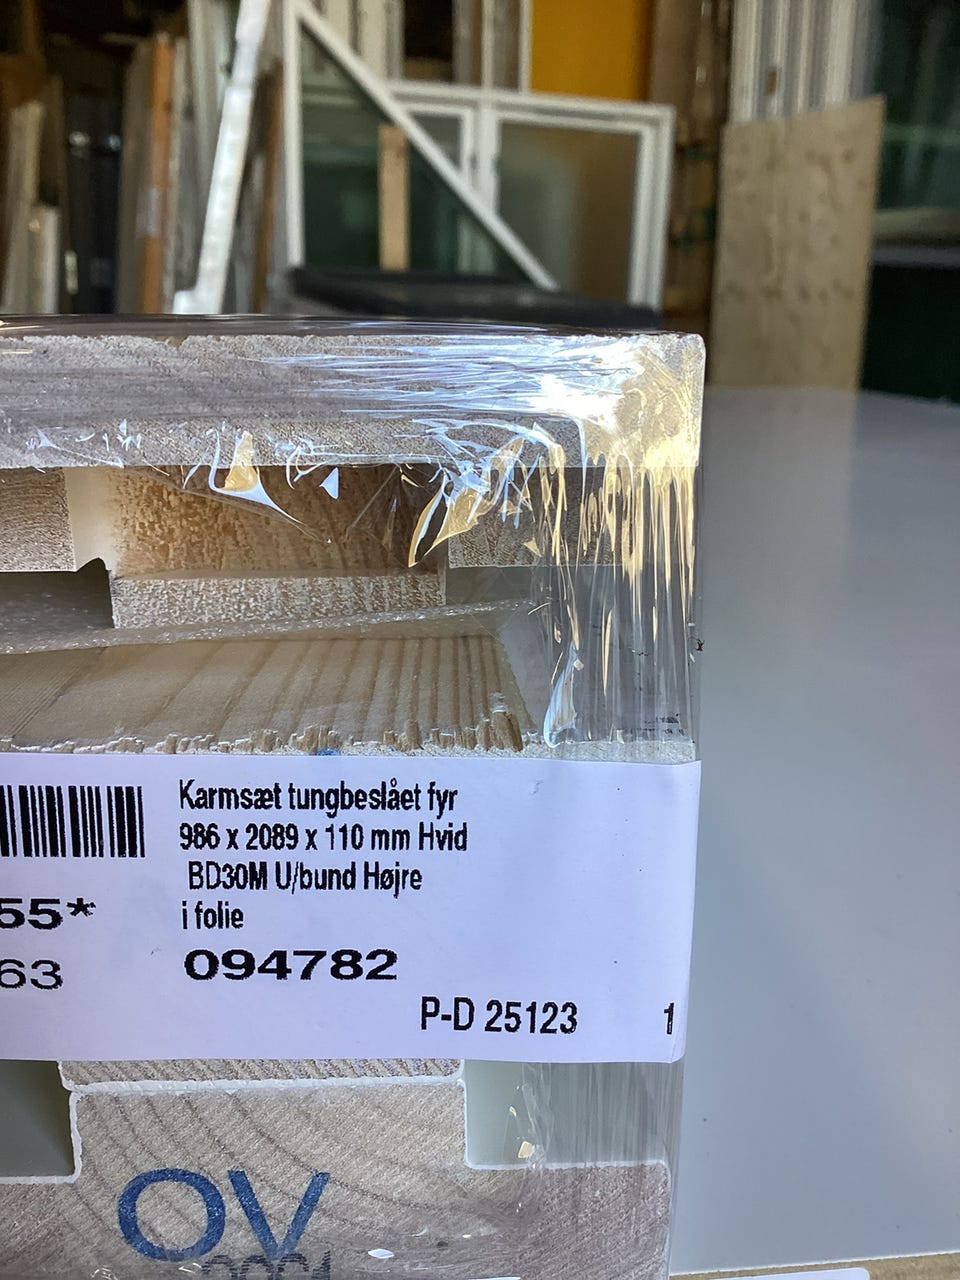 Karmsæt tungbeslået fyr
986 x 2089 x 110 mm Hvid
BD30M U/bund Højre
i folie
55*
094782
63
P-D 25123 1
OV